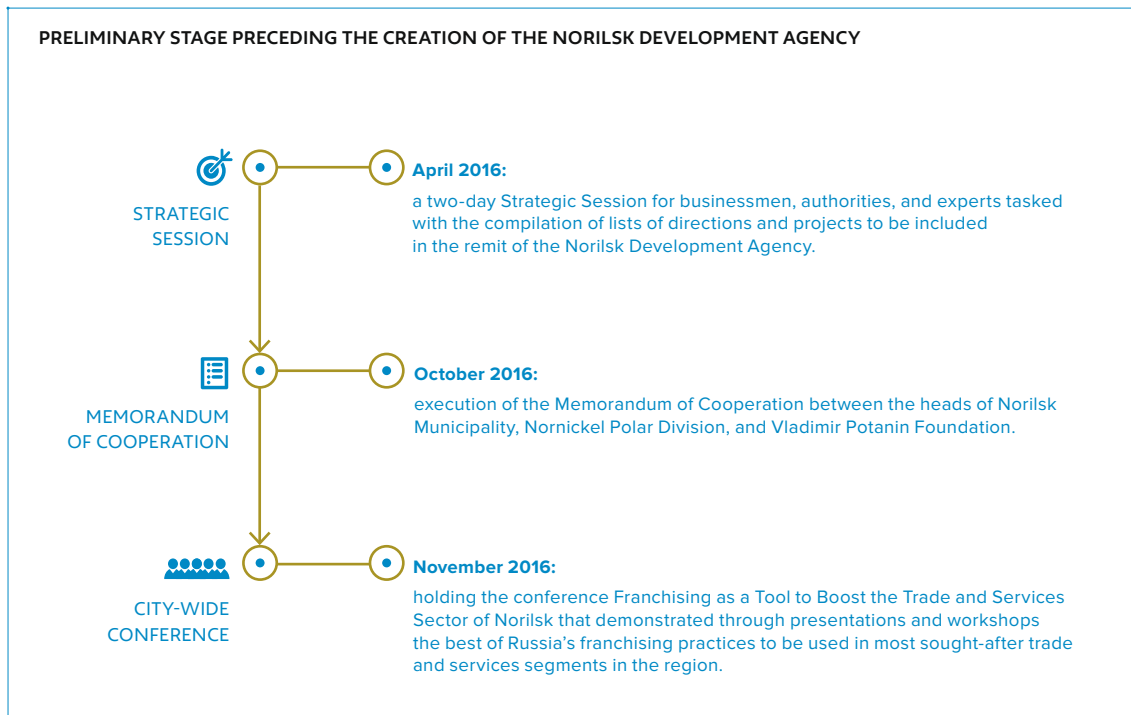 PRELIMINARY STAGE PRECEDING THE CREATION OF THE NORILSK DEVELOPMENT AGENCY
STRATEGIC
SESSION
April 2016:
a two-day Strategic Session for businessmen, authorities, and experts tasked
with the compilation of lists of directions and projects to be included
in the remit of the Norilsk Development Agency.
MEMORANDUM
OF COOPERATION
October 2016:
execution of the Memorandum of Cooperation between the heads of Norilsk
Municipality, Nornickel Polar Division, and Vladimir Potanin Foundation.
CITY-WIDE
CONFERENCE
November 2016:
holding the conference Franchising as a Tool to Boost the Trade and Services
Sector of Norilsk that demonstrated through presentations and workshops
the best of Russia’s franchising practices to be used in most sought-after trade
and services segments in the region.